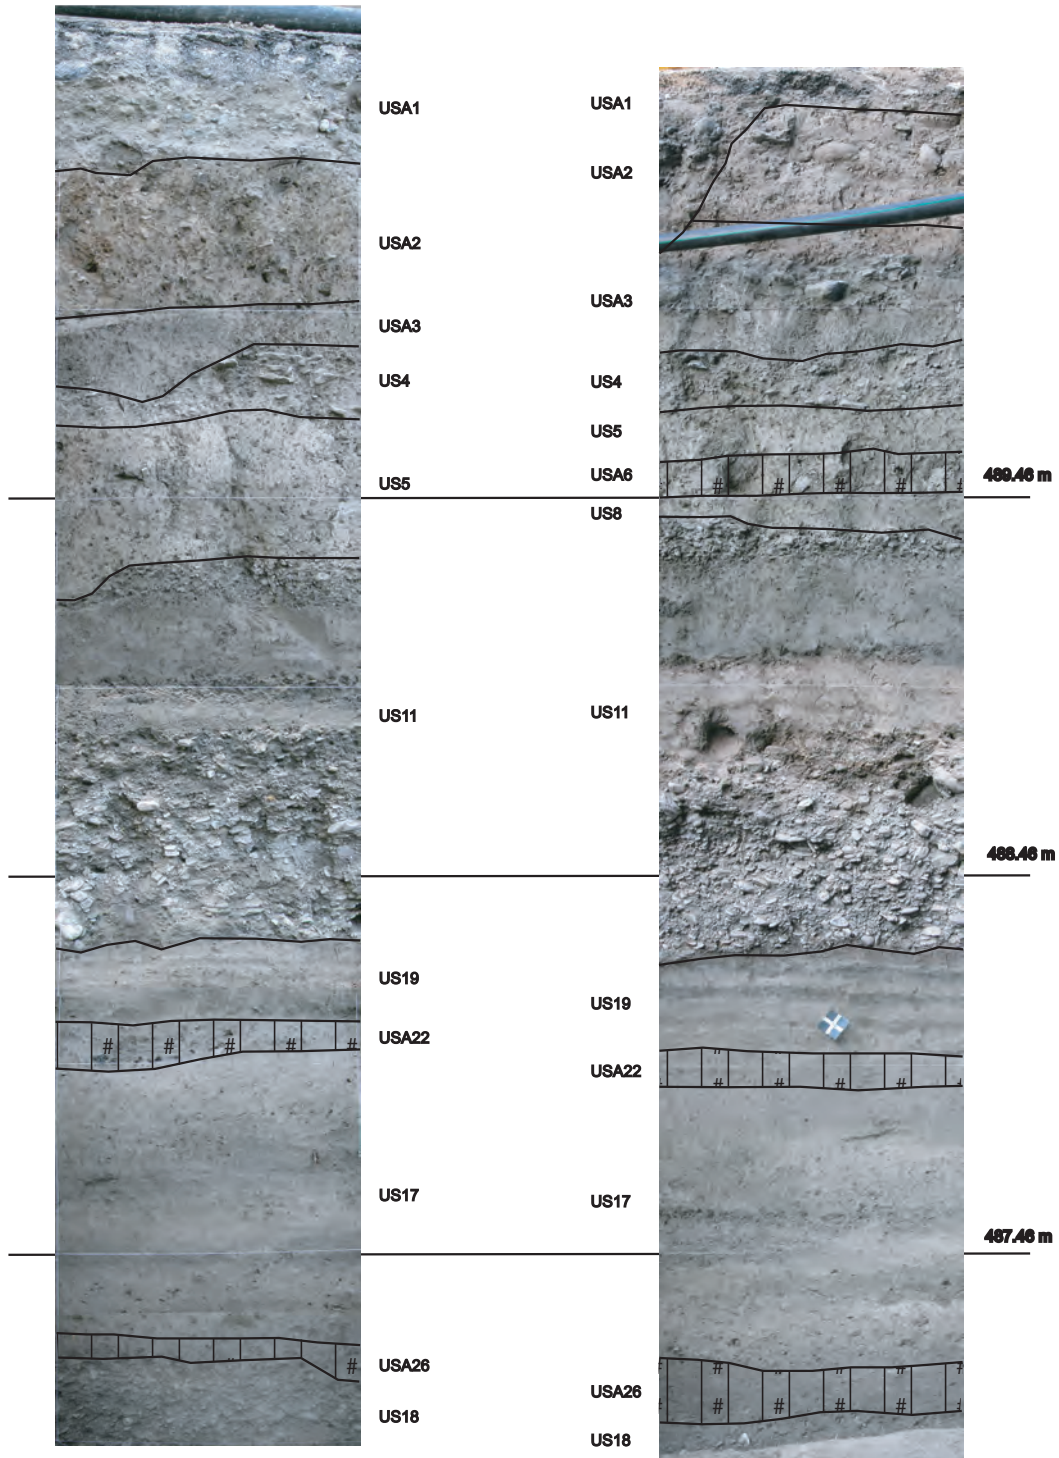 USA1
USA2
USA3
US4
US5
US11
US19
USA22
US17
USA26
US18
USA1
USA2
USA3
US4
US5
USA6
US8
US11
US19
USA22
US17
USA26
US18
489.46 m
488.46 m
487.46 m
# # # # #
#
# # # # #
# # # # #
# # # # #
# # # # #